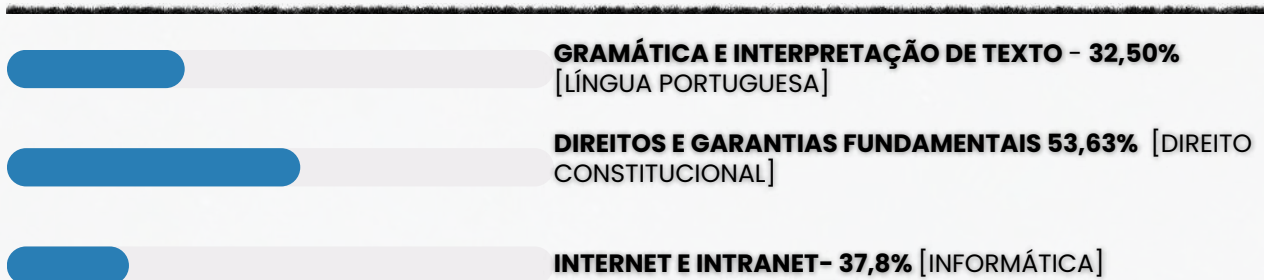 GRAMÁTICA E INTERPRETAÇÃO DE TEXTO - 32,50%
[LÍNGUA PORTUGUESA]
DIREITOS E GARANTIAS FUNDAMENTAIS 53,63% [DIREITO
CONSTITUCIONAL]
INTERNET E INTRANET- 37,8% [INFORMÁTICA]